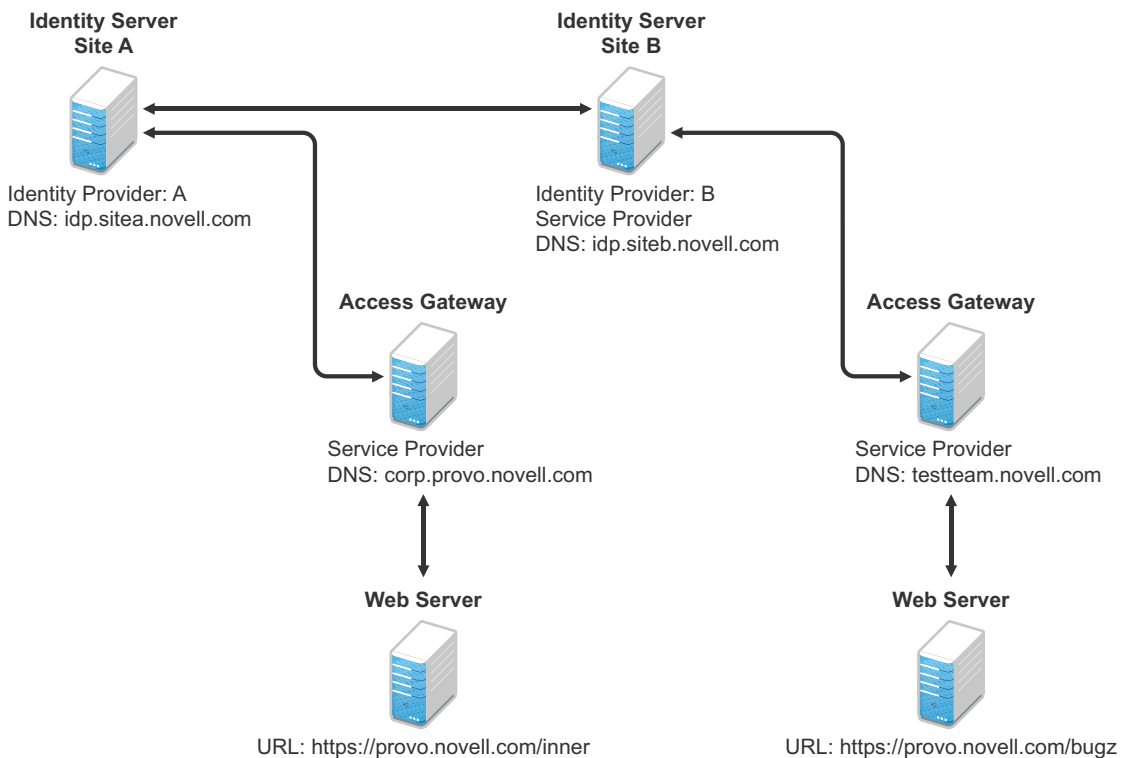 Identity Server
Site A
Identity Server
Site B
Identity Provider: A
DNS: idp.sitea.novell.com
Identity Provider: B
Service Provider
DNS: idp.siteb.novell.com
Access Gateway
Access Gateway
Service Provider
DNS: corp.provo.novell.com
Service Provider
DNS: testteam.novell.com
Web Server
Web Server
URL: https://provo.novell.com/inner
URL: https://provo.novell.com/bugz